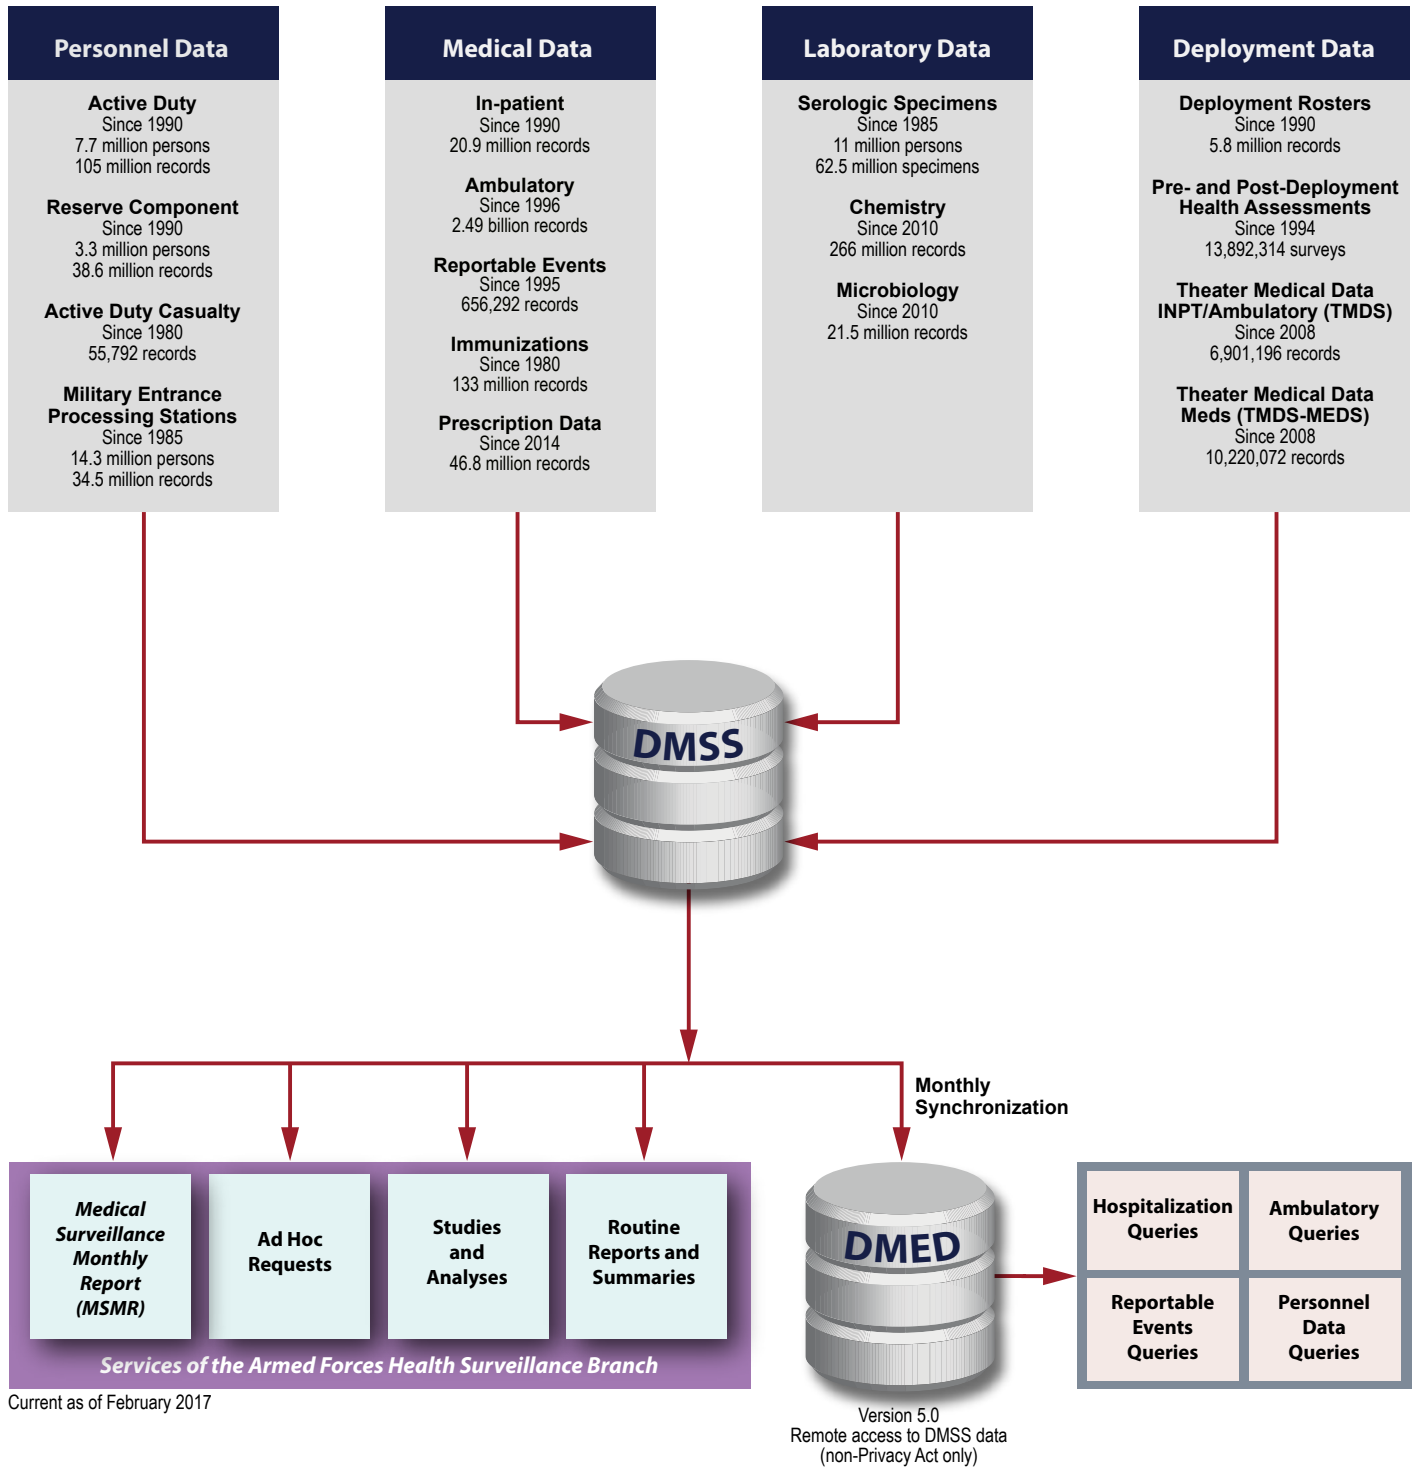 Personnel Data
Active Duty
Since 1990
7.7 million persons
105 million records
Reserve Component
Since 1990
3.3 million persons
38.6 million records
Active Duty Casualty
Since 1980
55,792 records
Military Entrance
Processing Stations
Since 1985
14.3 million persons
34.5 million records
Medical Data
In-patient
Since 1990
20.9 million records
Ambulatory
Since 1996
2.49 billion records
Reportable Events
Since 1995
656,292 records
Immunizations
Since 1980
133 million records
Prescription Data
Since 2014
46.8 million records
Laboratory Data
Serologic Specimens
Since 1985
11 million persons
62.5 million specimens
Chemistry
Since 2010
266 million records
Microbiology
Since 2010
21.5 million records
Deployment Data
Deployment Rosters
Since 1990
5.8 million records
Pre- and Post-Deployment
Health Assessments
Since 1994
13,892,314 surveys
Theater Medical Data
INPT/Ambulatory (TMDS)
Since 2008
6,901,196 records
Theater Medical Data
Meds (TMDS-MEDS)
Since 2008
10,220,072 records
DMSS
Monthly
Synchronization
Medical
Surveillance
Monthly
Report
(MSMR)
Ad Hoc
Requests
Studies
and
Analyses
Routine
Reports and
Summaries
Services of the Armed Forces Health Surveillance Branch
Current as of February 2017
DMED
Version 5.0
Remote access to DMSS data
(non-Privacy Act only)
Hospitalization
Queries
Ambulatory
Queries
Reportable
Events
Queries
Personnel
Data
Queries